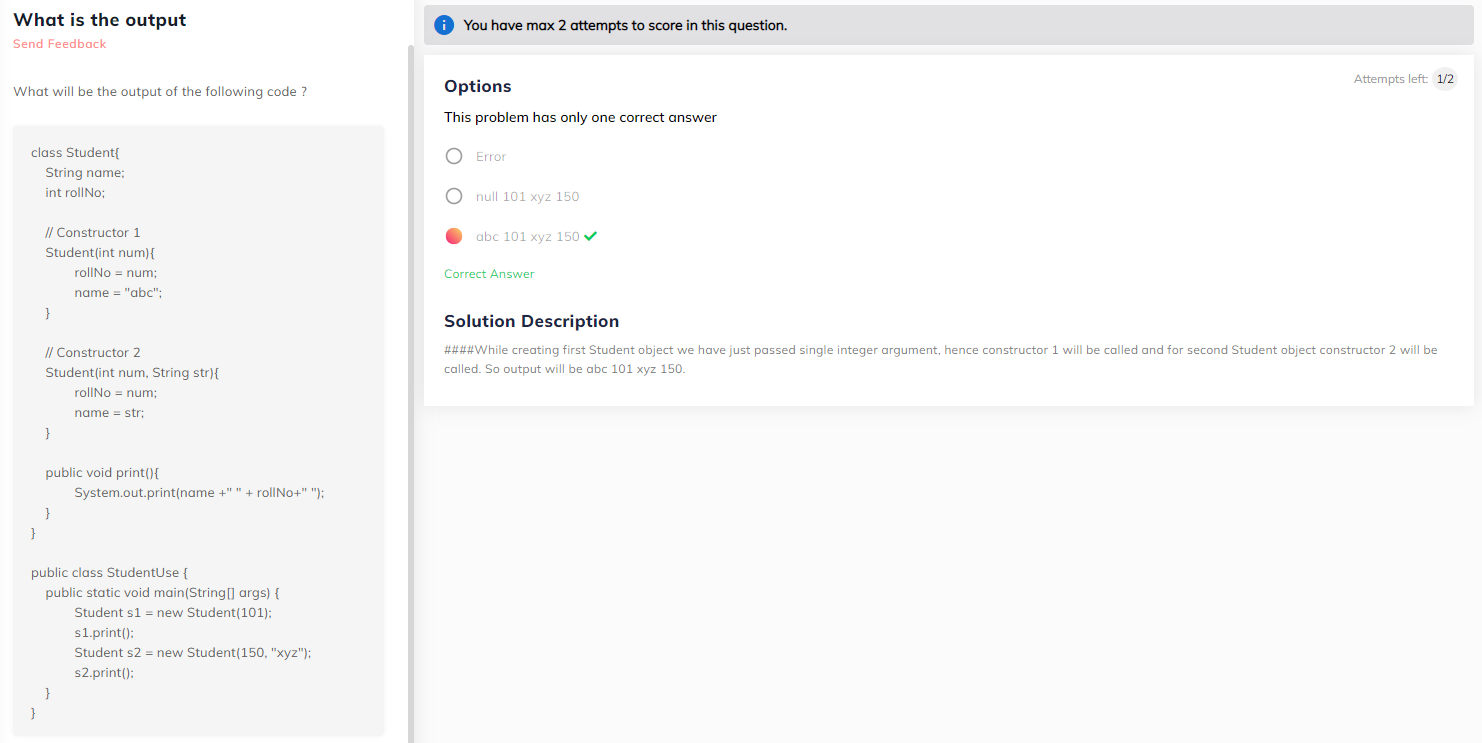 What is the output
Send Feedback
What will be the output of the following code ?
class Student{
String name;
int rollNo;
// Constructor 1
Student(int num){
rollNo = num;
name = "abc";
}
// Constructor 2
Student(int num, String str){
rollNo = num;
name = str;
}
public void print(){
System.out.print(name +" " + rollNo+" ");
}
}
public class StudentUse {
public static void main(String[] args) {
Student s1 = new Student(101);
s1.print();
Student s2 = new Student(150, "xyz");
s2.print();
}
}
You have max 2 attempts to score in this question.
Options
Attempts left: 1/2
This problem has only one correct answer
Error
null 101 xyz 150
abc 101 xyz 150
Correct Answer
Solution Description
####While creating first Student object we have just passed single integer argument, hence constructor 1 will be called and for second Student object constructor 2 will be
called. So output will be abc 101 xyz 150.